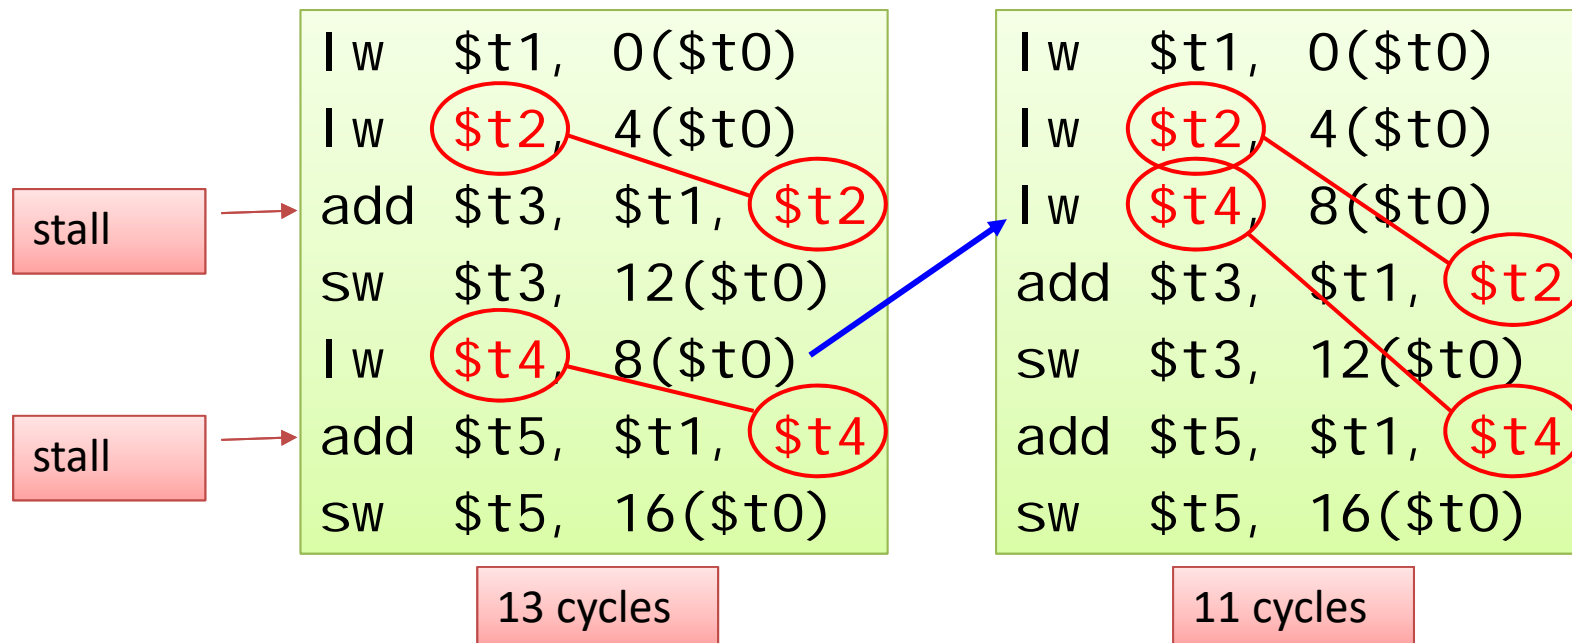 lw $t1, 0($t0)
lw $t2, 4($t0)
stall
add $t3, $t1, $t2
sw $t3, 12($t0)
lw $t4, 8($t0)
stall
add $t5, $t1, $t4
sw $t5, 16($t0)
13 cycles
lw $t1, 0($t0)
lw $t2, 4($t0)
lw $t4, 8($t0)
add $t3, $t1, $t2
sw $t3, 12($t0)
add $t5, $t1, $t4
sw $t5, 16($t0)
11 cycles